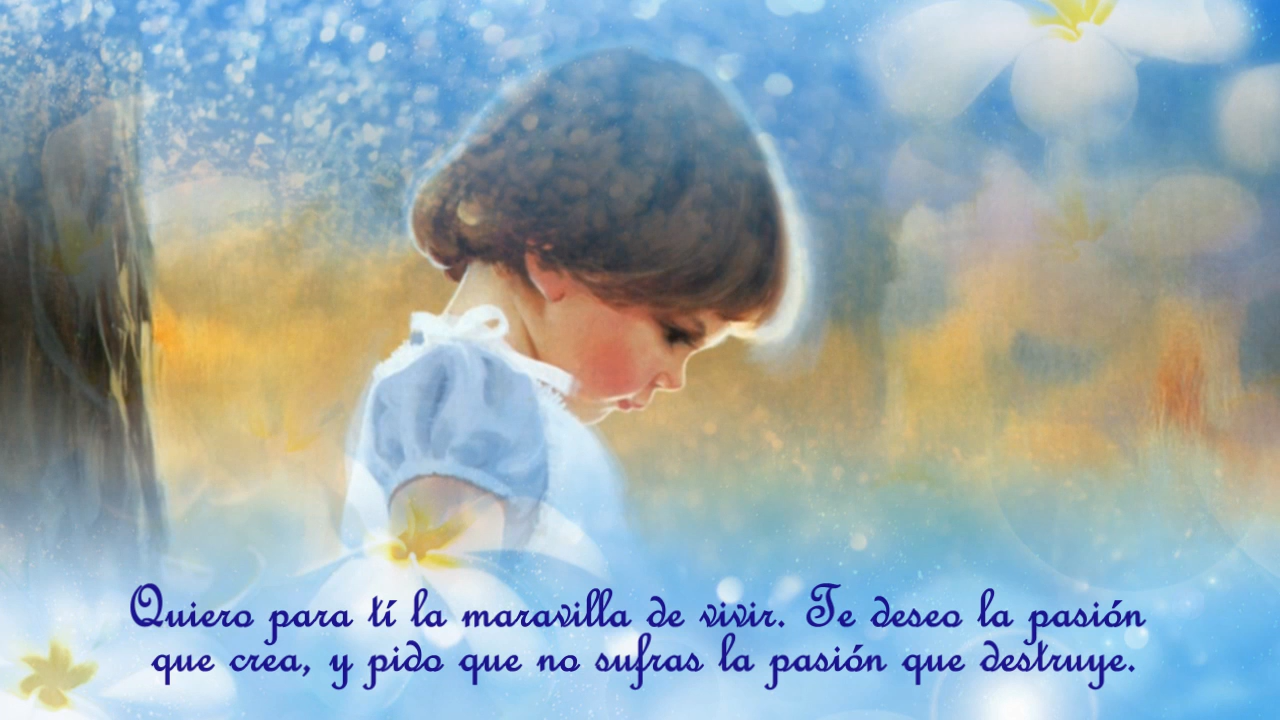 Quiero para tí la maravilla de vivir. Te deseo la pasión
que crea, y pido que no sufras la pasión que destruye.